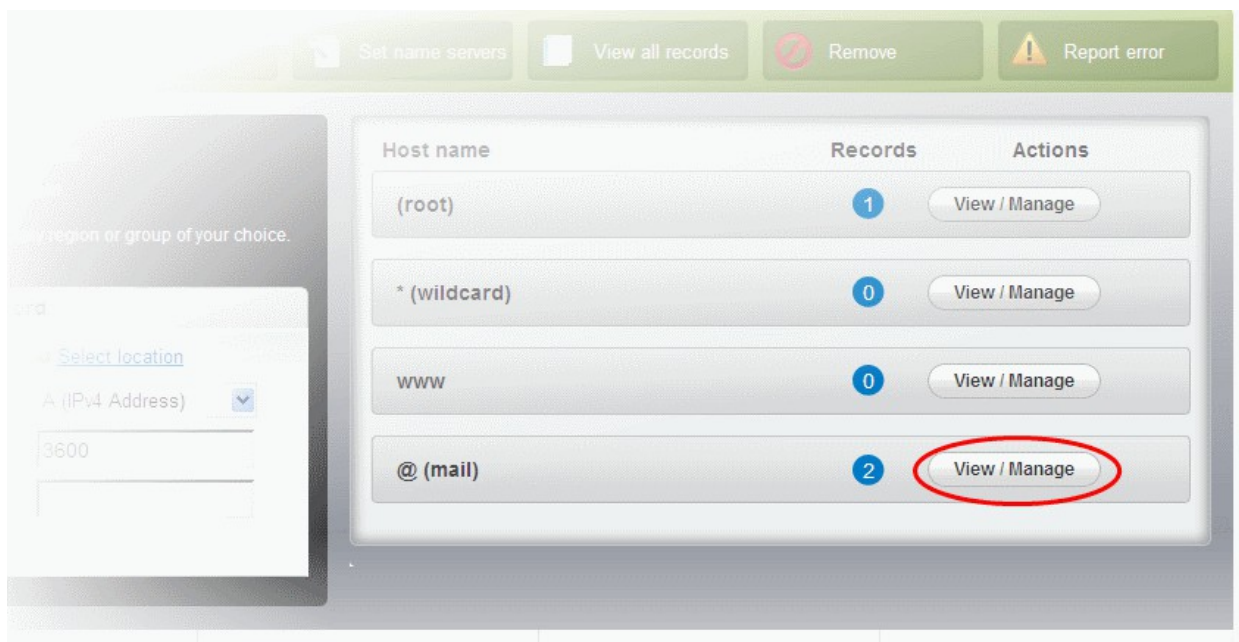 Set name servers View all records Remove Report error
Host name Records Actions
(root) 1 View / Manage
region or group of your choice.
* (wildcard) 0 View / Manage
Select location
www 0 View / Manage
A (IPv4 Address)
3600
@ (mail) 2 View / Manage